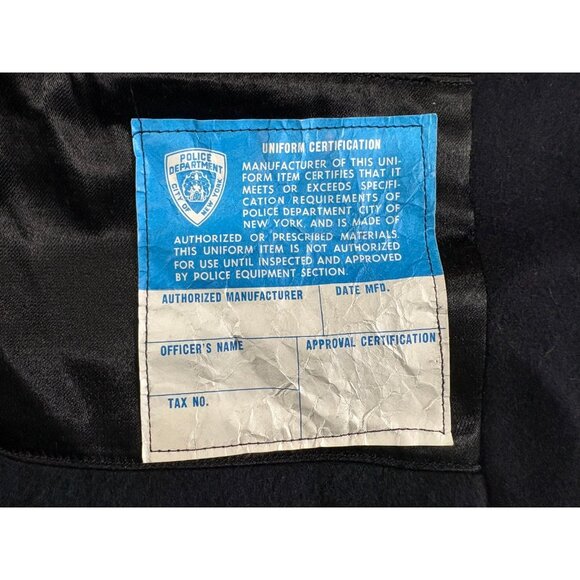 POLICE
DEPARTMENT
CITY OF
NEW YORK
UNIFORM CERTIFICATION
MANUFACTURER OF THIS UNI-
FORM ITEM CERTIFIES THAT IT
MEETS OR EXCEEDS SPECIFI-
CATION REQUIREMENTS OF
POLICE DEPARTMENT, CITY OF
NEW YORK, AND IS MADE OF
AUTHORIZED OR PRESCRIBED MATERIALS.
THIS UNIFORM ITEM IS NOT AUTHORIZED
FOR USE UNTIL INSPECTED AND APPROVED
BY POLICE EQUIPMENT SECTION.
AUTHORIZED MANUFACTURER
DATE MFD.
OFFICER'S NAME
APPROVAL CERTIFICATION
TAX NO.